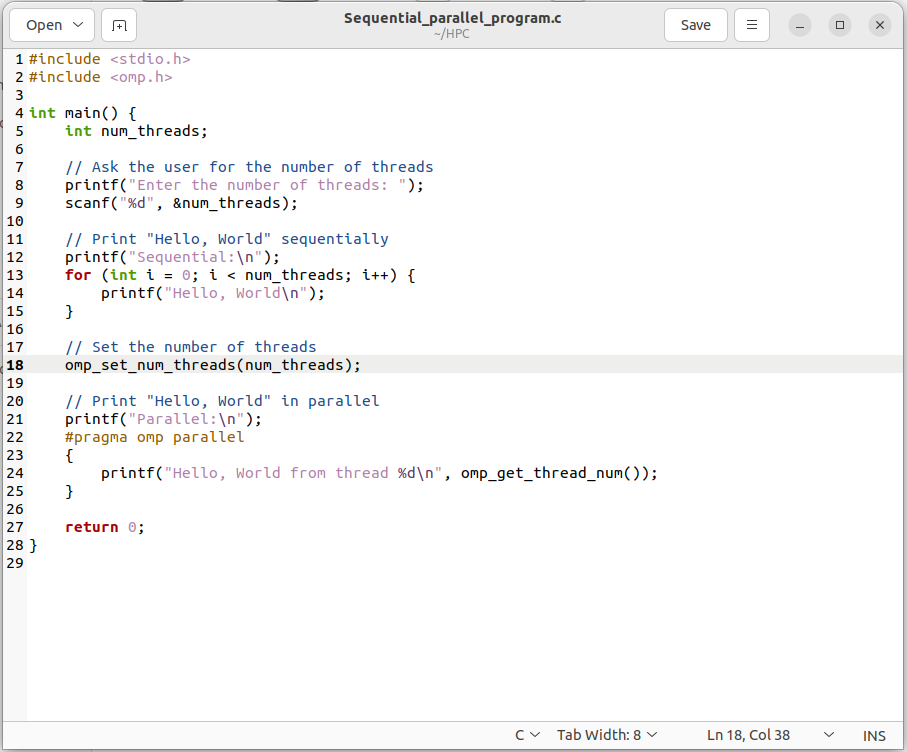 Open
Sequential_parallel_program.c
~/HPC
Save
1 #include <stdio.h>
2 #include <omp.h>
3
4 int main() {
5     int num_threads;
6
7     // Ask the user for the number of threads
8     printf("Enter the number of threads: ");
9     scanf("%d", &num_threads);
10
11     // Print "Hello, World" sequentially
12     printf("Sequential:\n");
13     for (int i = 0; i < num_threads; i++) {
14         printf("Hello, World\n");
15     }
16
17     // Set the number of threads
18     omp_set_num_threads(num_threads);
19
20     // Print "Hello, World" in parallel
21     printf("Parallel:\n");
22     #pragma omp parallel
23     {
24         printf("Hello, World from thread %d\n", omp_get_thread_num());
25     }
26
27     return 0;
28 }
29
C Tab Width: 8 Ln 18, Col 38 INS